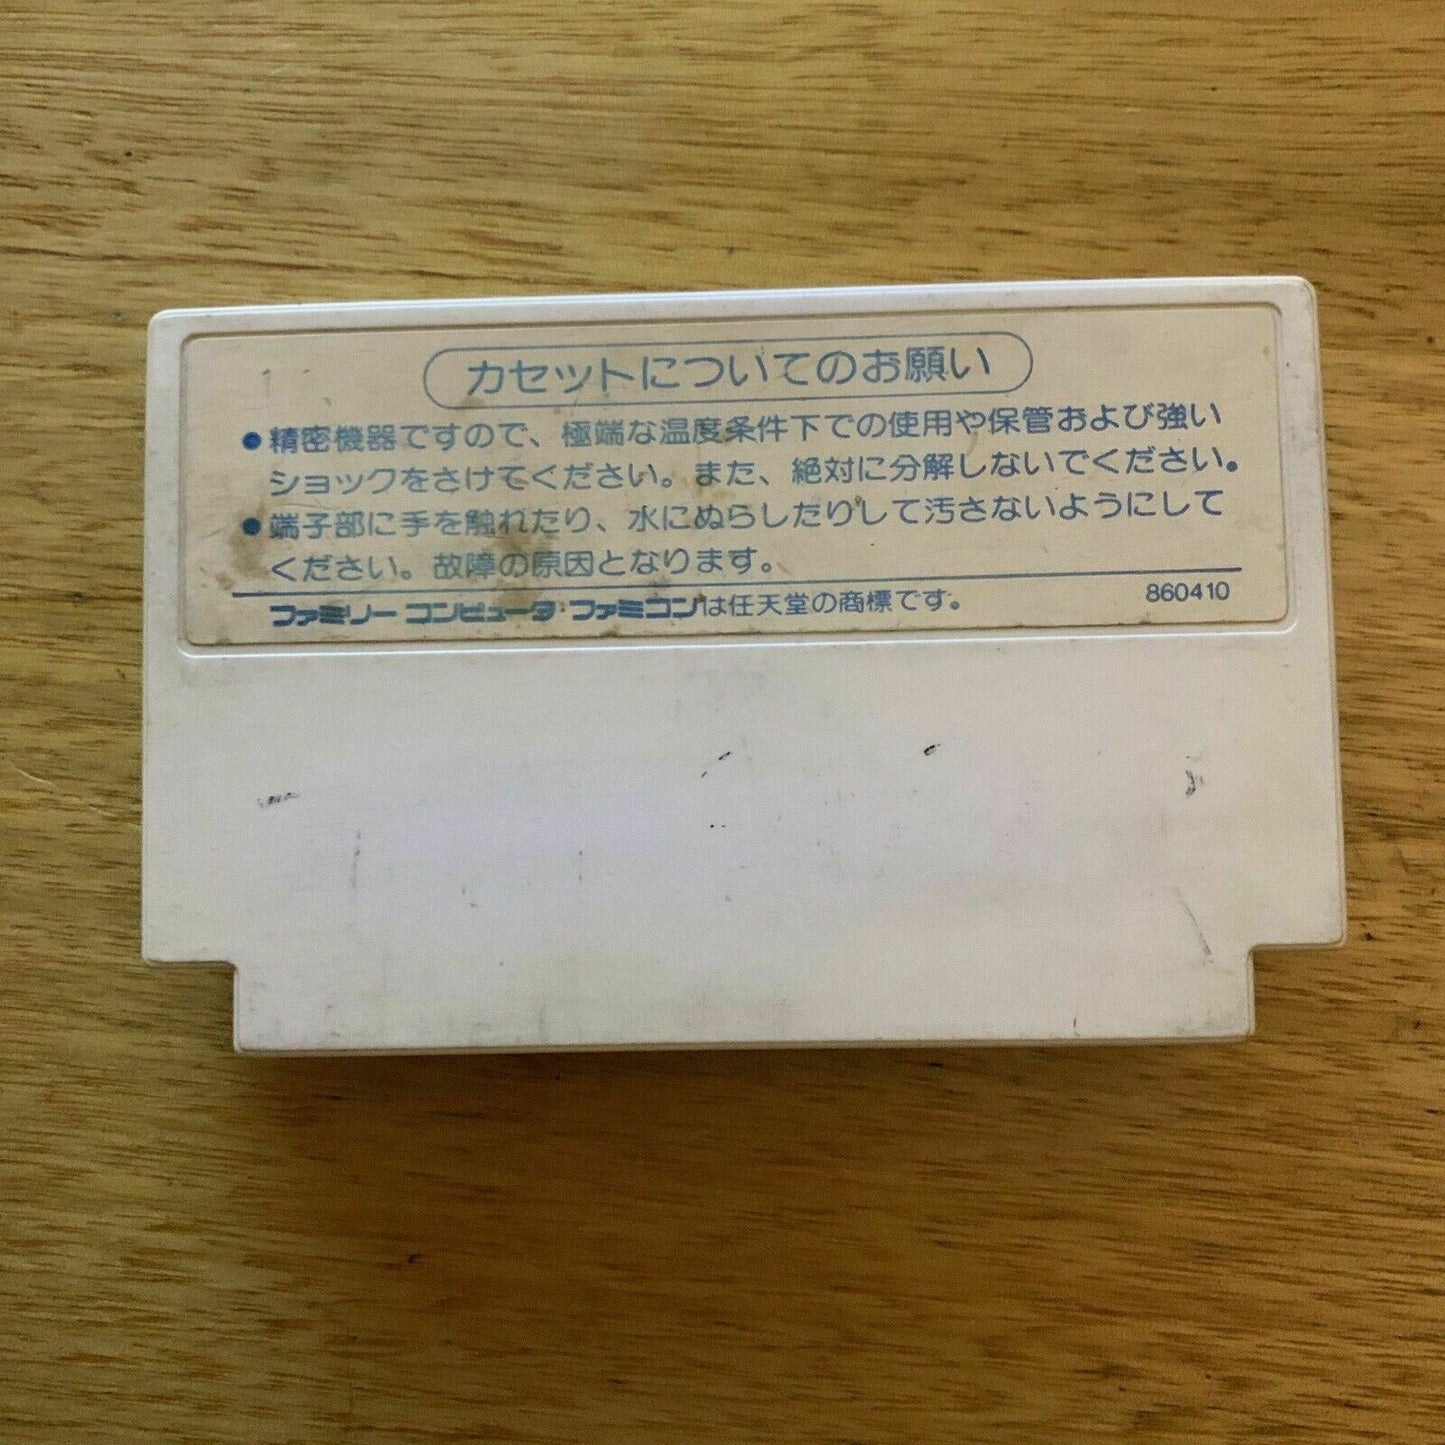 カセットについてのお願い
●精密機器ですので、極端な温度条件下での使用や保管および強い
ショックをさけてください。また、絶対に分解しないでください。
●端子部に手を触れたり、水にぬらしたりして汚さないようにして
ください。故障の原因となります。
ファミリーコンピュータ・ファミコンは任天堂の商標です。 860410